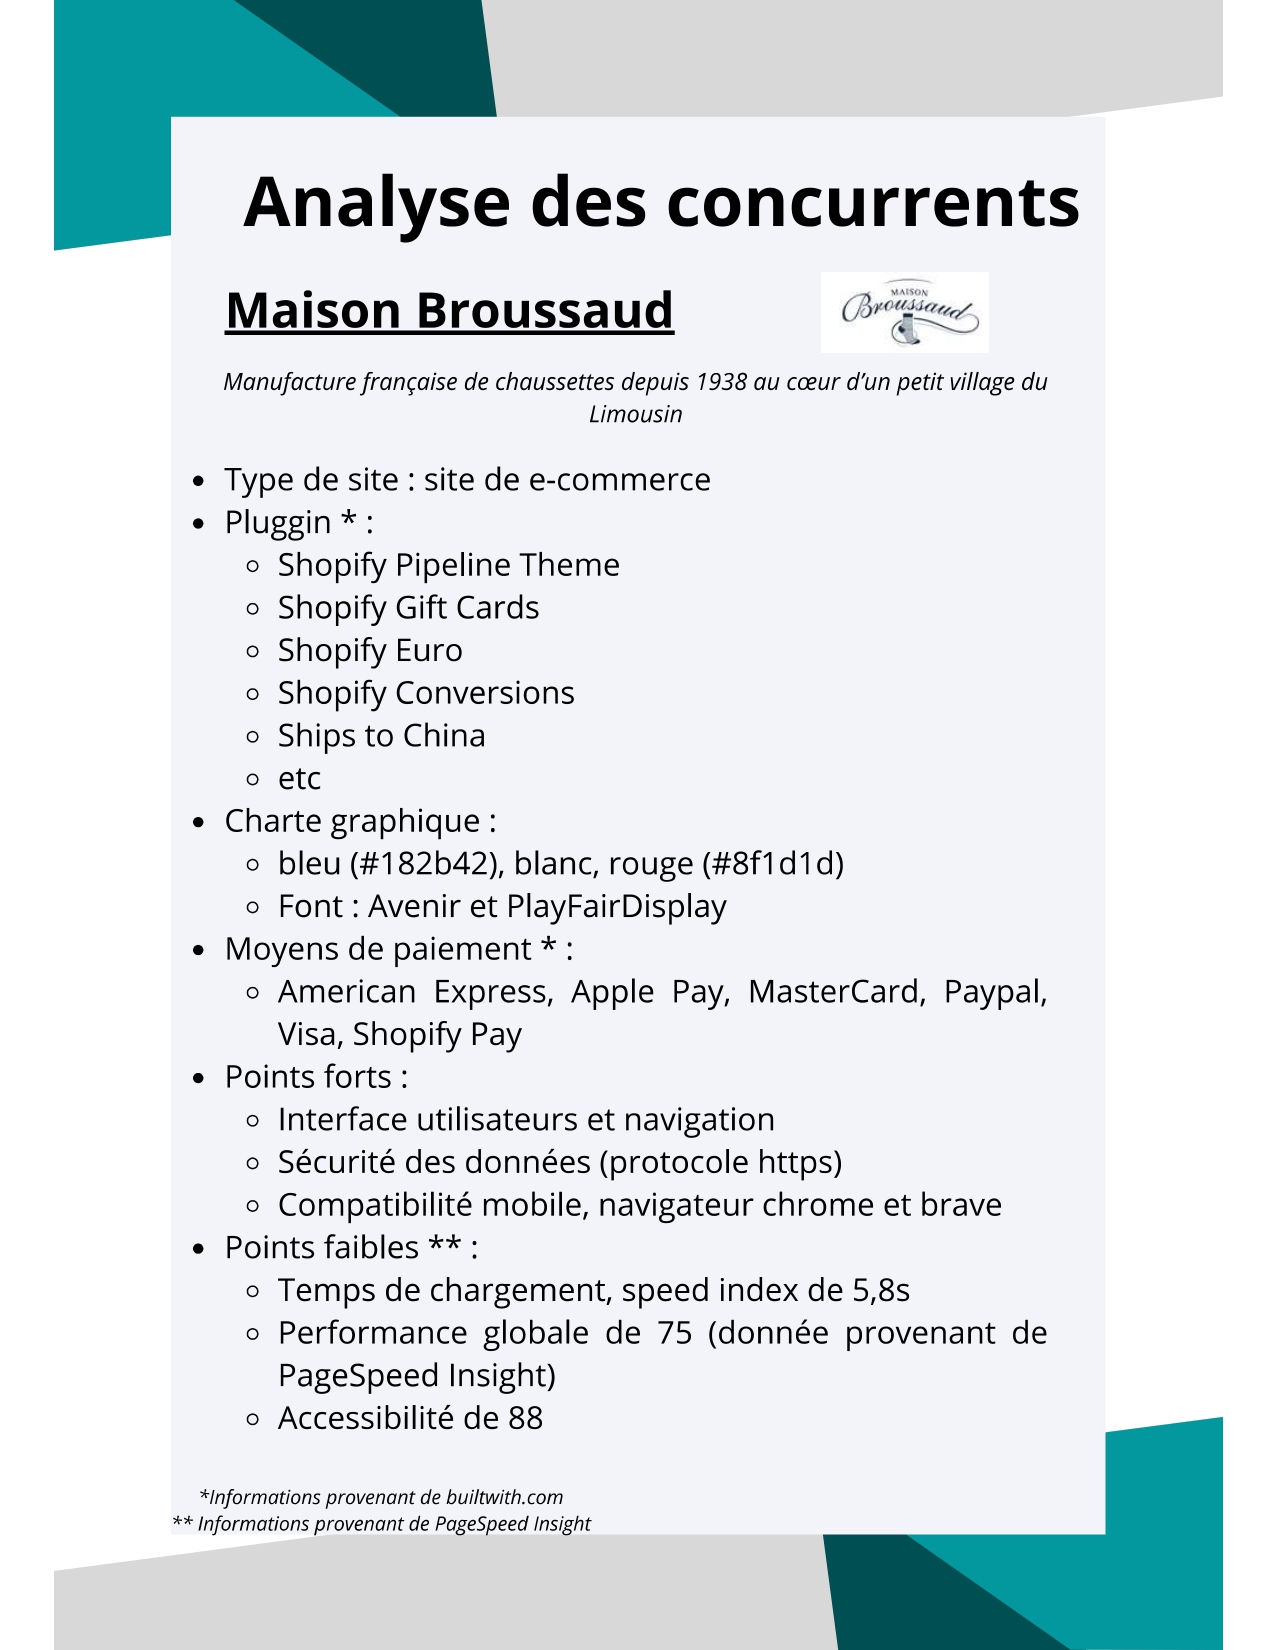 Analyse des concurrents
Maison Broussaud
MAISON
Broussaud
Manufacture française de chaussettes depuis 1938 au cœur d’un petit village du
Limousin
• Type de site : site de e-commerce
• Pluggin * :
◦ Shopify Pipeline Theme
◦ Shopify Gift Cards
◦ Shopify Euro
◦ Shopify Conversions
◦ Ships to China
◦ etc
• Charte graphique :
◦ bleu (#182b42), blanc, rouge (#8f1d1d)
◦ Font : Avenir et PlayFairDisplay
• Moyens de paiement * :
◦ American Express, Apple Pay, MasterCard, Paypal,
Visa, Shopify Pay
• Points forts :
◦ Interface utilisateurs et navigation
◦ Sécurité des données (protocole https)
◦ Compatibilité mobile, navigateur chrome et brave
• Points faibles ** :
◦ Temps de chargement, speed index de 5,8s
◦ Performance globale de 75 (donnée provenant de
PageSpeed Insight)
◦ Accessibilité de 88
*Informations provenant de builtwith.com
** Informations provenant de PageSpeed Insight